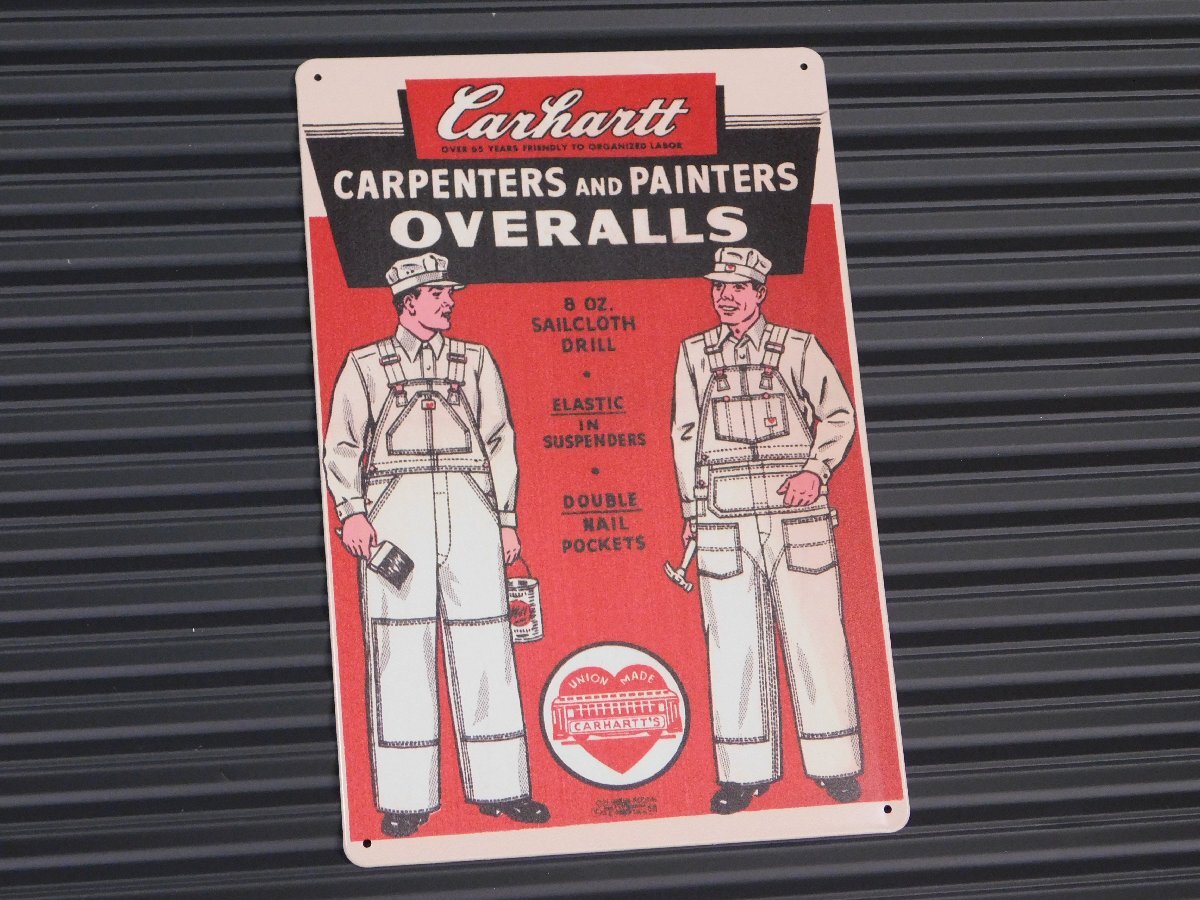 Carhartt
OVER 65 YEARS FRIENDLY TO ORGANIZED LABOR
CARPENTERS AND PAINTERS
OVERALLS
8 OZ.
SAILCLOTH
DRILL
•
ELASTIC
IN
SUSPENDERS
•
DOUBLE
NAIL
POCKETS
UNION MADE
CARHARTT'S